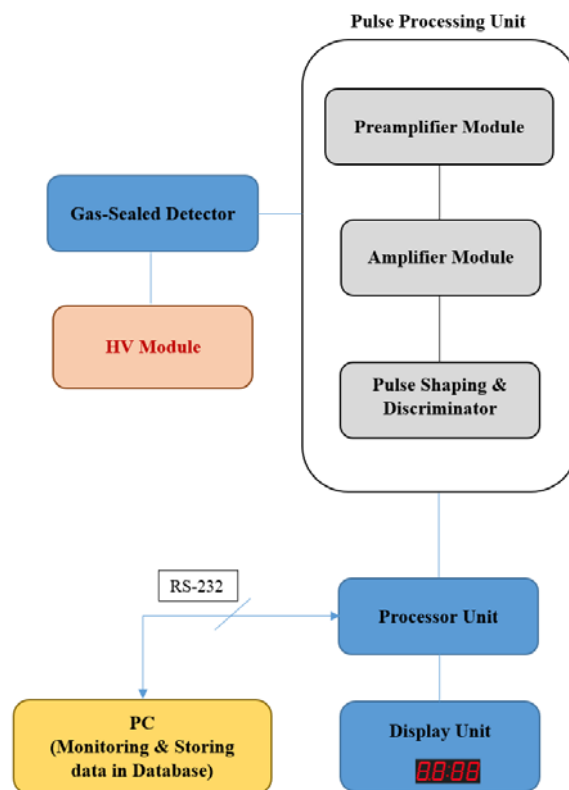 Pulse Processing Unit
Preamplifier Module
Gas-Sealed Detector
Amplifier Module
HV Module
Pulse Shaping &
Discriminator
RS-232
Processor Unit
PC
(Monitoring & Storing
data in Database)
Display Unit
88:88